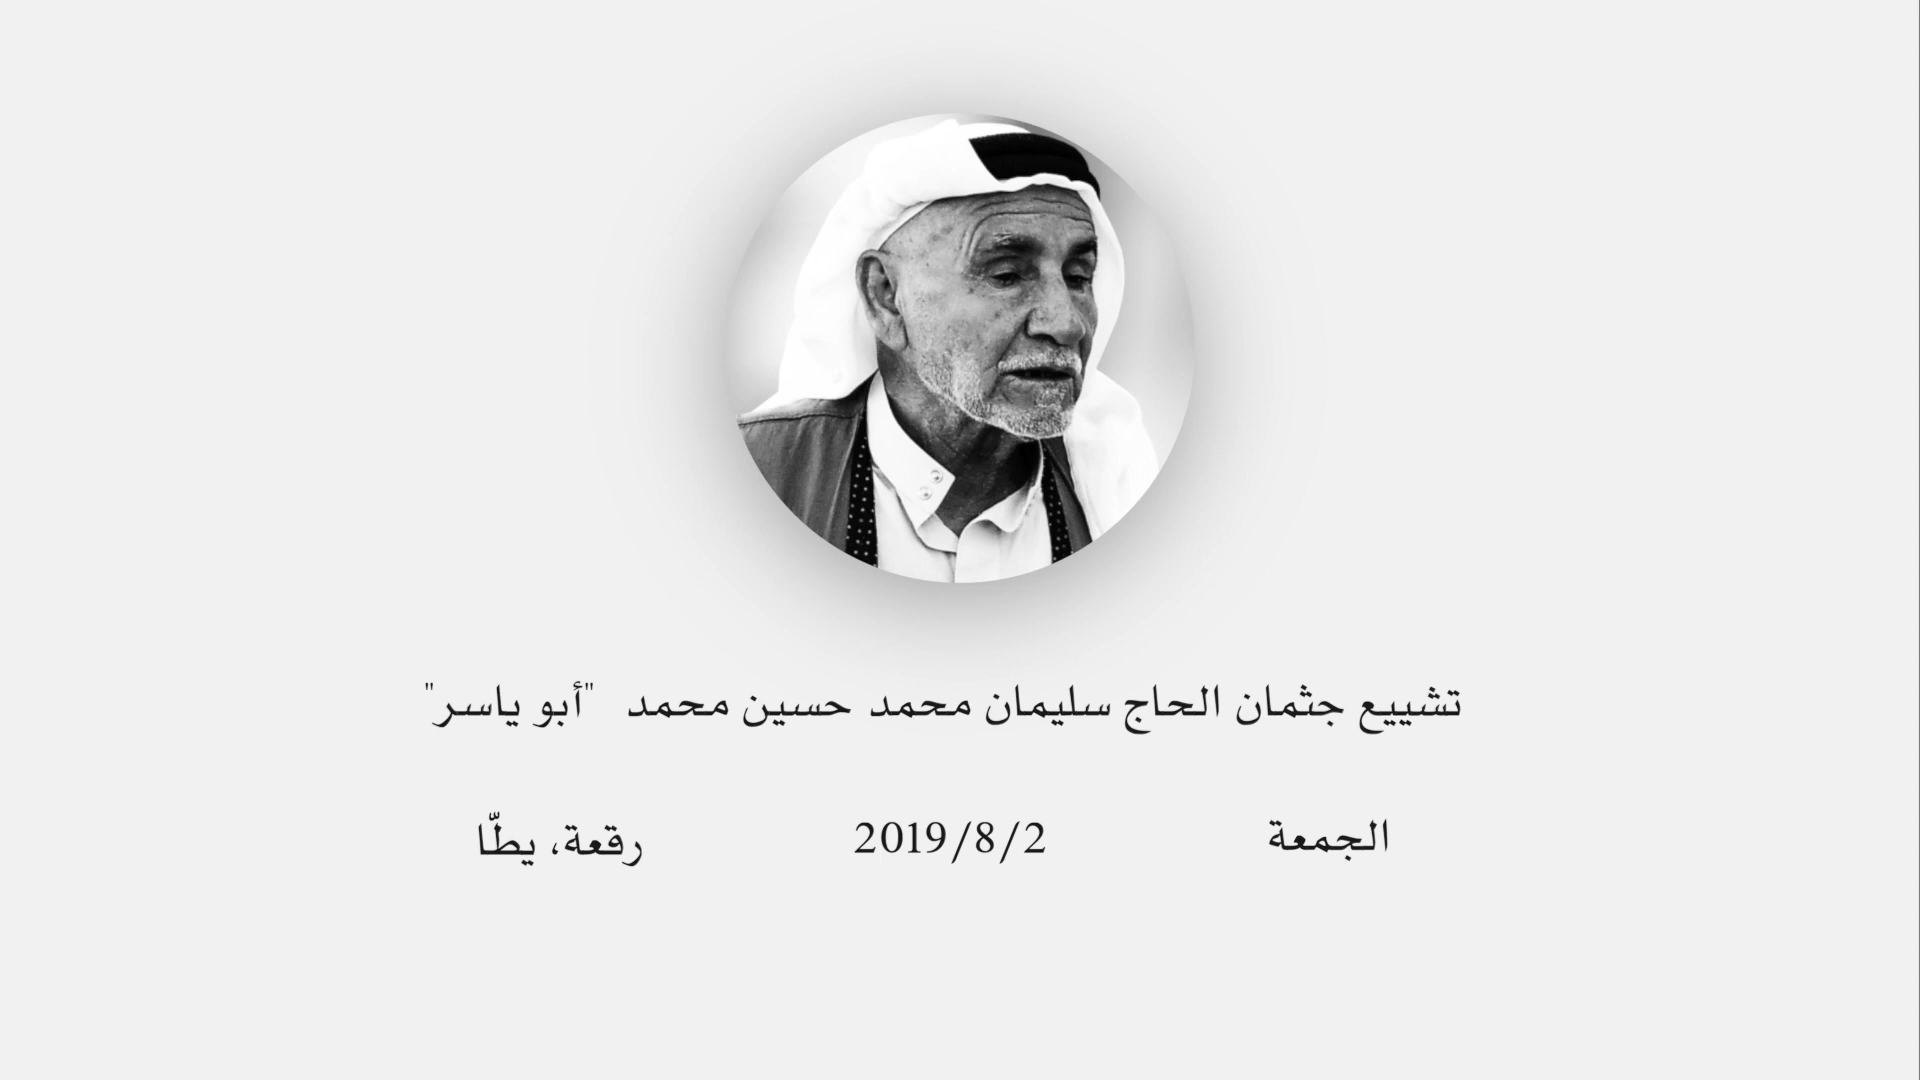 تشييع جثمان الحاج سليمان محمد حسين محمد "أبو ياسر"
الجمعة 2019/8/2 رقعة، يطّا